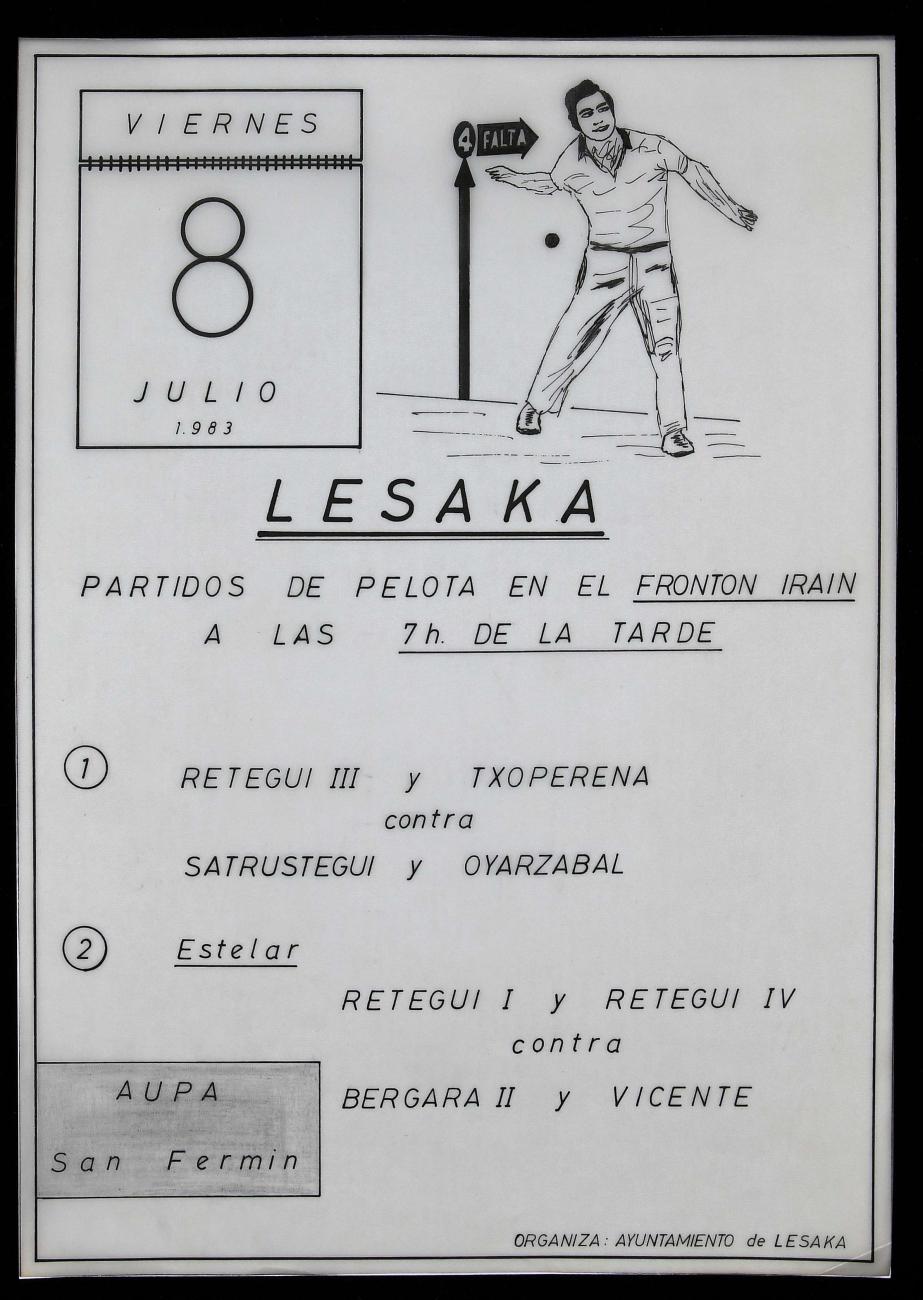 VIERNES
8
JULIO
1.983
4 FALTA
LESAKA
PARTIDOS DE PELOTA EN EL FRONTON IRAIN
A LAS 7h. DE LA TARDE
1 RETEGUI III y TXOPERENA
contra
SATRUSTEGUI y OYARZABAL
2 Estelar
RETEGUI I y RETEGUI IV
contra
BERGARA II y VICENTE
AUPA
San Fermin
ORGANIZA: AYUNTAMIENTO de LESAKA